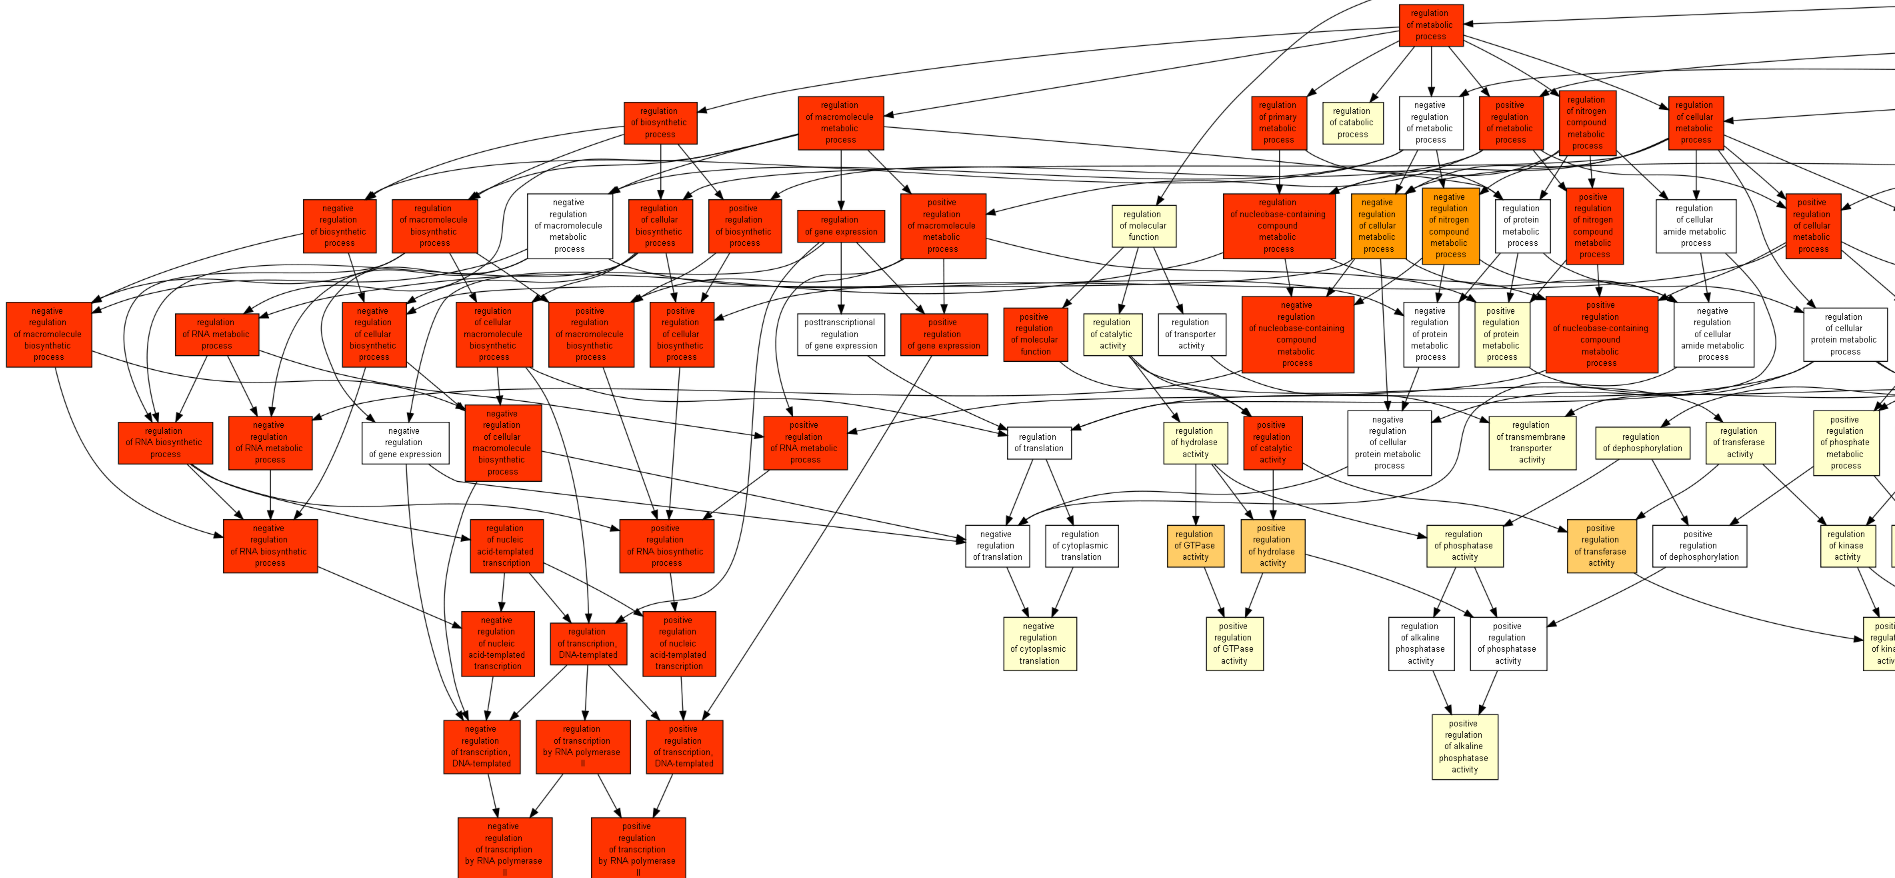 regulation
of metabolic
process
regulation
of biosynthetic
process
regulation
of macromolecule
metabolic
process
regulation
of primary
metabolic
process
regulation
of catabolic
process
negative
regulation
of metabolic
process
positive
regulation
of metabolic
process
regulation
of nitrogen
compound
metabolic
process
regulation
of cellular
metabolic
process
negative
regulation
of biosynthetic
process
regulation
of macromolecule
biosynthetic
process
negative
regulation
of macromolecule
metabolic
process
regulation
of cellular
biosynthetic
process
positive
regulation
of biosynthetic
process
regulation
of gene expression
positive
regulation
of macromolecule
metabolic
process
regulation
of molecular
function
regulation
of nucleobase-containing
compound
metabolic
process
negative
regulation
of cellular
metabolic
process
negative
regulation
of nitrogen
compound
metabolic
process
regulation
of protein
metabolic
process
positive
regulation
of nitrogen
compound
metabolic
process
regulation
of cellular
amide metabolic
process
positive
regulation
of cellular
metabolic
process
negative
regulation
of macromolecule
biosynthetic
process
regulation
of RNA metabolic
process
negative
regulation
of cellular
biosynthetic
process
regulation
of cellular
macromolecule
biosynthetic
process
positive
regulation
of macromolecule
biosynthetic
process
positive
regulation
of cellular
biosynthetic
process
posttranscriptional
regulation
of gene expression
positive
regulation
of gene expression
positive
regulation
of molecular
function
regulation
of catalytic
activity
regulation
of transporter
activity
negative
regulation
of nucleobase-containing
compound
metabolic
process
negative
regulation
of protein
metabolic
process
positive
regulation
of protein
metabolic
process
positive
regulation
of nucleobase-containing
compound
metabolic
process
negative
regulation
of cellular
amide metabolic
process
regulation
of cellular
protein metabolic
process
regulation
of RNA biosynthetic
process
negative
regulation
of RNA metabolic
process
negative
regulation
of gene expression
negative
regulation
of cellular
macromolecule
biosynthetic
process
positive
regulation
of RNA metabolic
process
regulation
of translation
regulation
of hydrolase
activity
positive
regulation
of catalytic
activity
negative
regulation
of cellular
protein metabolic
process
regulation
of transmembrane
transporter
activity
regulation
of dephosphorylation
regulation
of transferase
activity
positive
regulation
of phosphate
metabolic
process
negative
regulation
of RNA biosynthetic
process
regulation
of nucleic
acid-templated
transcription
positive
regulation
of RNA biosynthetic
process
negative
regulation
of translation
regulation
of cytoplasmic
translation
regulation
of GTPase
activity
positive
regulation
of hydrolase
activity
regulation
of phosphatase
activity
positive
regulation
of transferase
activity
positive
regulation
of dephosphorylation
regulation
of kinase
activity
negative
regulation
of nucleic
acid-templated
transcription
regulation
of transcription,
DNA-templated
positive
regulation
of nucleic
acid-templated
transcription
negative
regulation
of cytoplasmic
translation
positive
regulation
of GTPase
activity
regulation
of alkaline
phosphatase
activity
positive
regulation
of phosphatase
activity
negative
regulation
of transcription,
DNA-templated
regulation
of transcription
by RNA polymerase
II
positive
regulation
of transcription,
DNA-templated
positive
regulation
of alkaline
phosphatase
activity
negative
regulation
of transcription
by RNA polymerase
II
positive
regulation
of transcription
by RNA polymerase
II